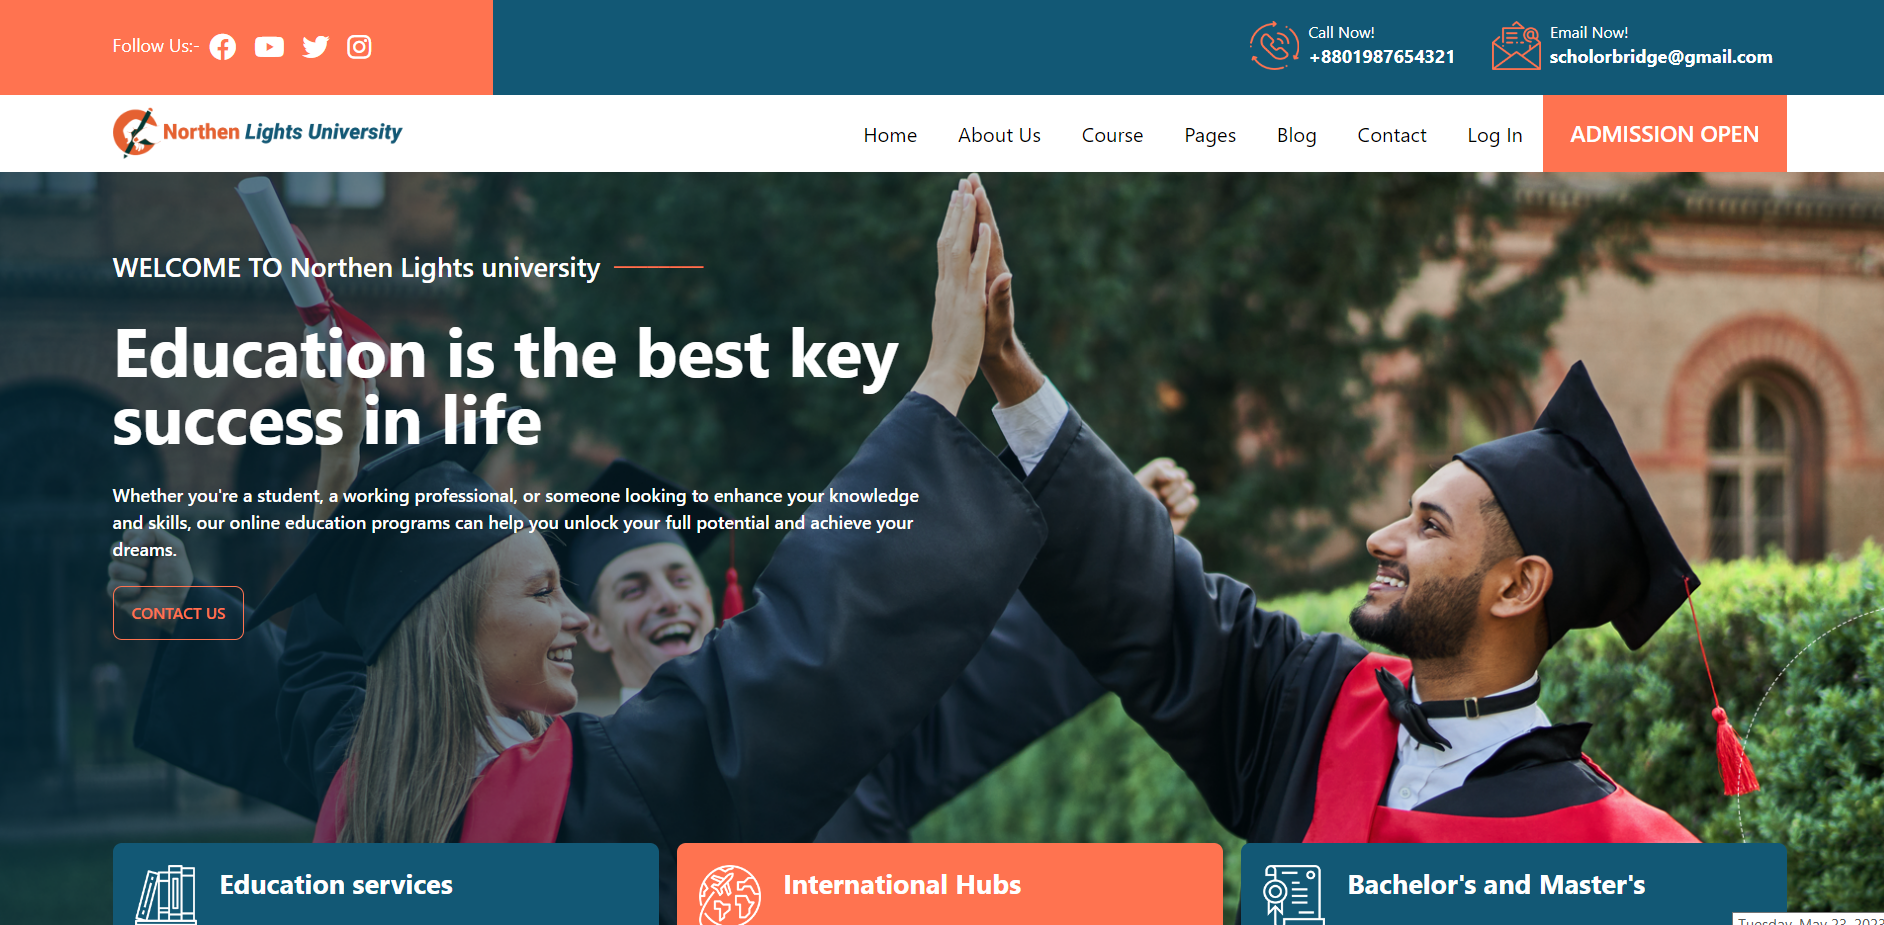 Follow Us:-
Call Now!
+8801987654321
Email Now!
scholorbridge@gmail.com
Northen Lights University
Home About Us Course Pages Blog Contact Log In ADMISSION OPEN
WELCOME TO Northen Lights university
Education is the best key
success in life
Whether you're a student, a working professional, or someone looking to enhance your knowledge
and skills, our online education programs can help you unlock your full potential and achieve your
dreams.
CONTACT US
Education services
International Hubs
Bachelor's and Master's
Tuesday, May 23, 2023